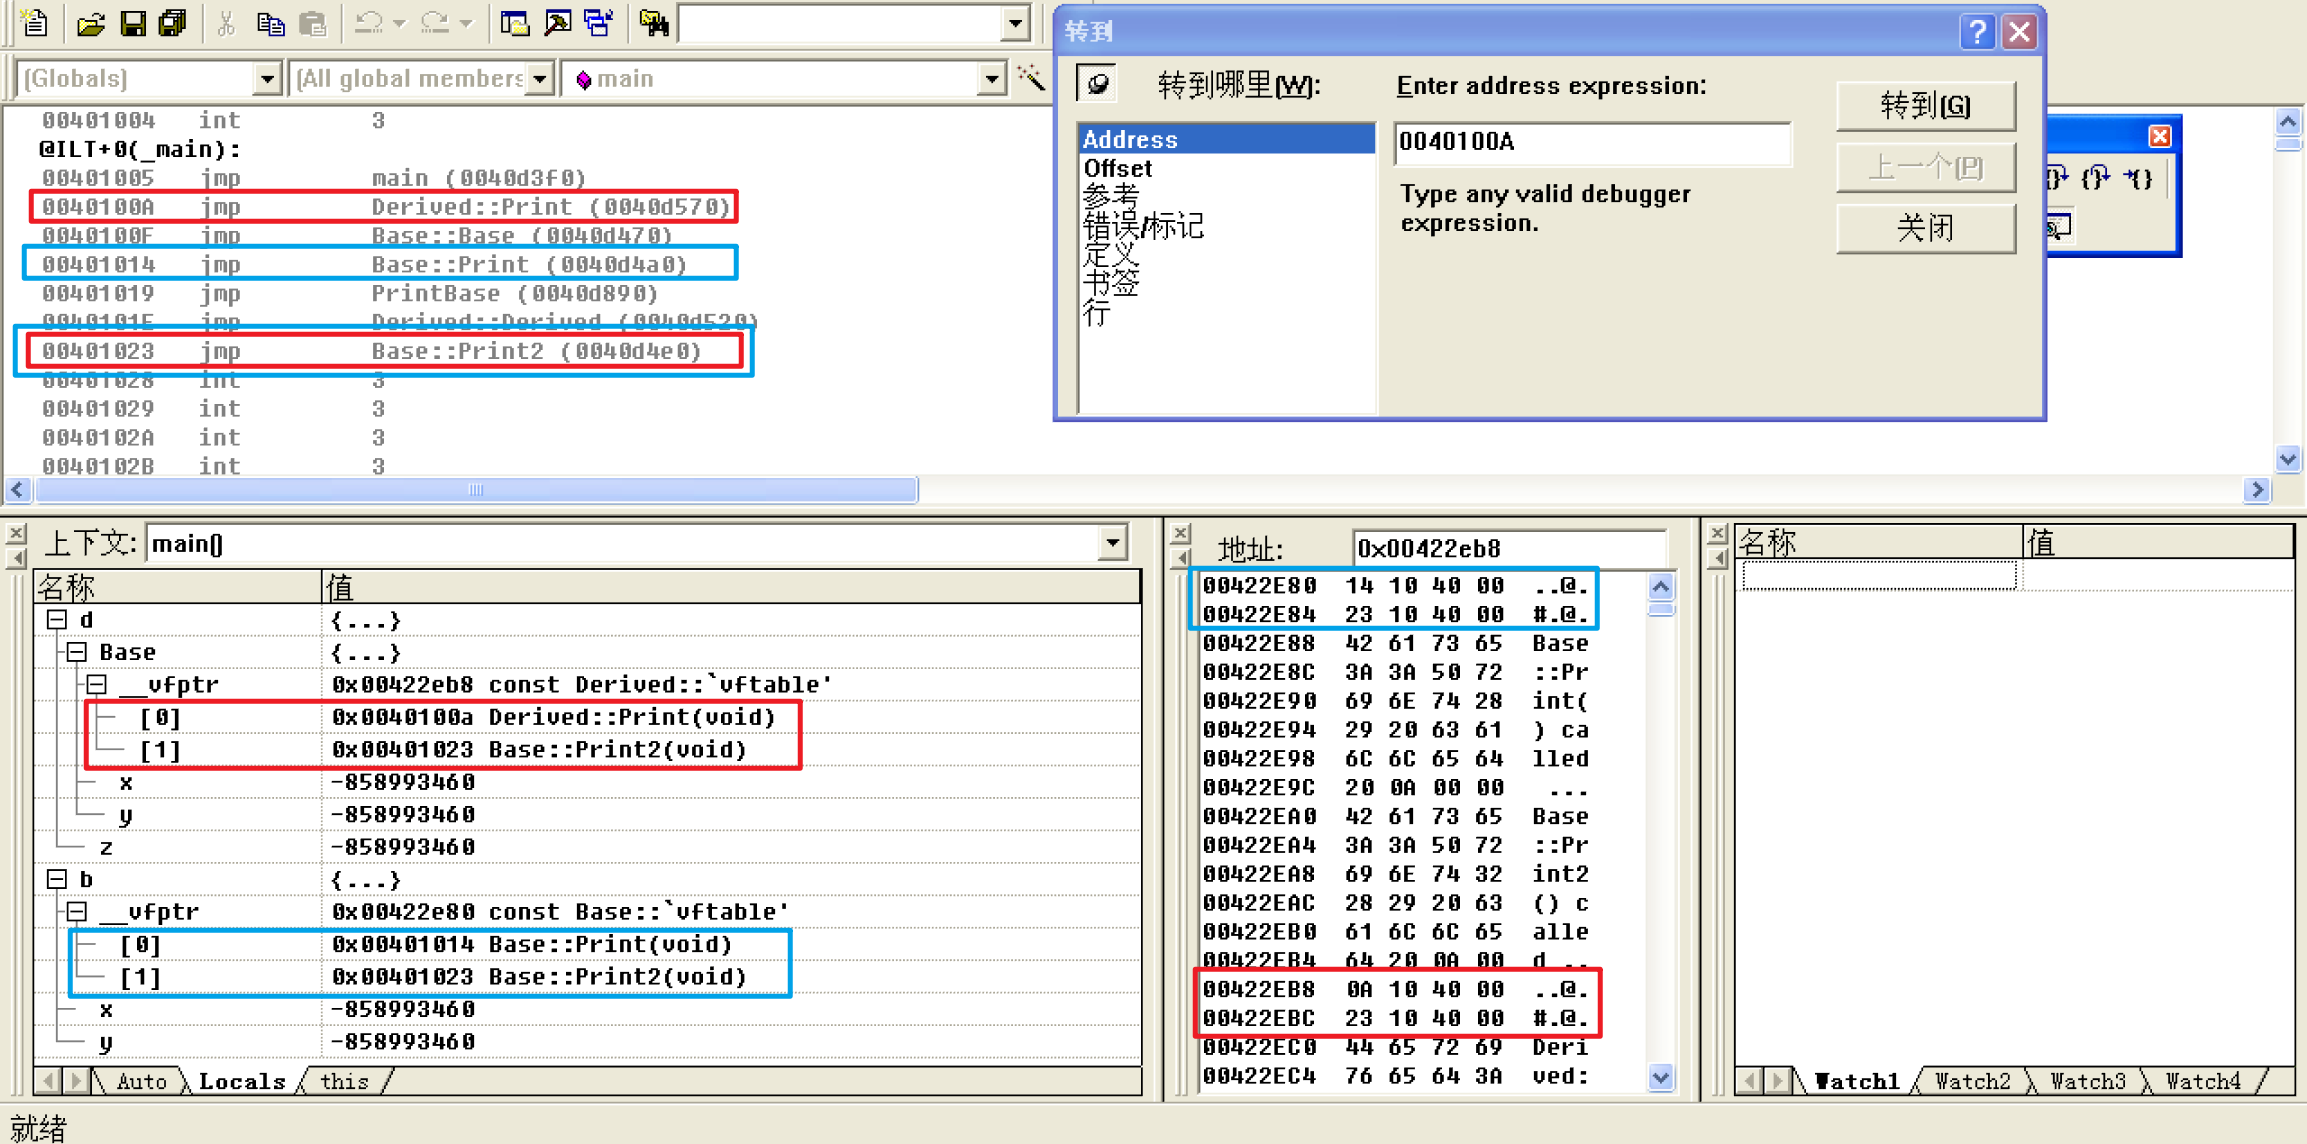 (Globals)
(All global members
main
00401004 int 3
@ILT+0(_main):
00401005 jmp main (0040d3f0)
0040100A jmp Derived::Print (0040d570)
0040100F jmp Base::Base (0040d470)
00401014 jmp Base::Print (0040d4a0)
00401019 jmp PrintBase (0040d890)
0040101E jmp Derived::Derived (0040d520)
00401023 jmp Base::Print2 (0040d4e0)
00401028 int 3
00401029 int 3
0040102A int 3
0040102B int 3
转到
转到哪里(W):
Address
Offset
参考
错误/标记
定义
书签
行
Enter address expression:
0040100A
Type any valid debugger
expression.
转到(G)
上一个(P)
关闭
上下文: main()
名称 值
d {...}
Base {...}
__vfptr 0x00422eb8 const Derived::`vftable'
[0] 0x0040100a Derived::Print(void)
[1] 0x00401023 Base::Print2(void)
x -858993460
y -858993460
z -858993460
b {...}
__vfptr 0x00422e80 const Base::`vftable'
[0] 0x00401014 Base::Print(void)
[1] 0x00401023 Base::Print2(void)
x -858993460
y -858993460
Auto Locals this
地址: 0x00422eb8
00422E80 14 10 40 00 ..@.
00422E84 23 10 40 00 #.@.
00422E88 42 61 73 65 Base
00422E8C 3A 3A 50 72 ::Pr
00422E90 69 6E 74 28 int(
00422E94 29 20 63 61 ) ca
00422E98 6C 6C 65 64 lled
00422E9C 20 0A 00 00 ...
00422EA0 42 61 73 65 Base
00422EA4 3A 3A 50 72 ::Pr
00422EA8 69 6E 74 32 int2
00422EAC 28 29 20 63 () c
00422EB0 61 6C 6C 65 alle
00422EB4 64 20 0A 00 d ..
00422EB8 0A 10 40 00 ..@.
00422EBC 23 10 40 00 #.@.
00422EC0 44 65 72 69 Deri
00422EC4 76 65 64 3A ved:
名称 值
Watch1 Watch2 Watch3 Watch4
就绪